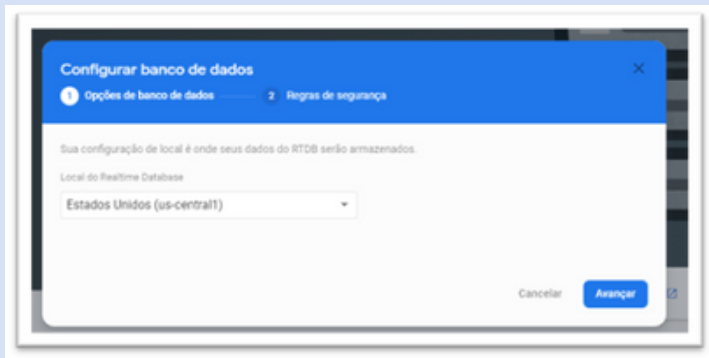 Configurar banco de dados
1 Opções de banco de dados 2 Regras de segurança
Sua configuração de local é onde seus dados do RTDB serão armazenados.
Local do Realtime Database
Estados Unidos (us-central1)
Cancelar Avançar